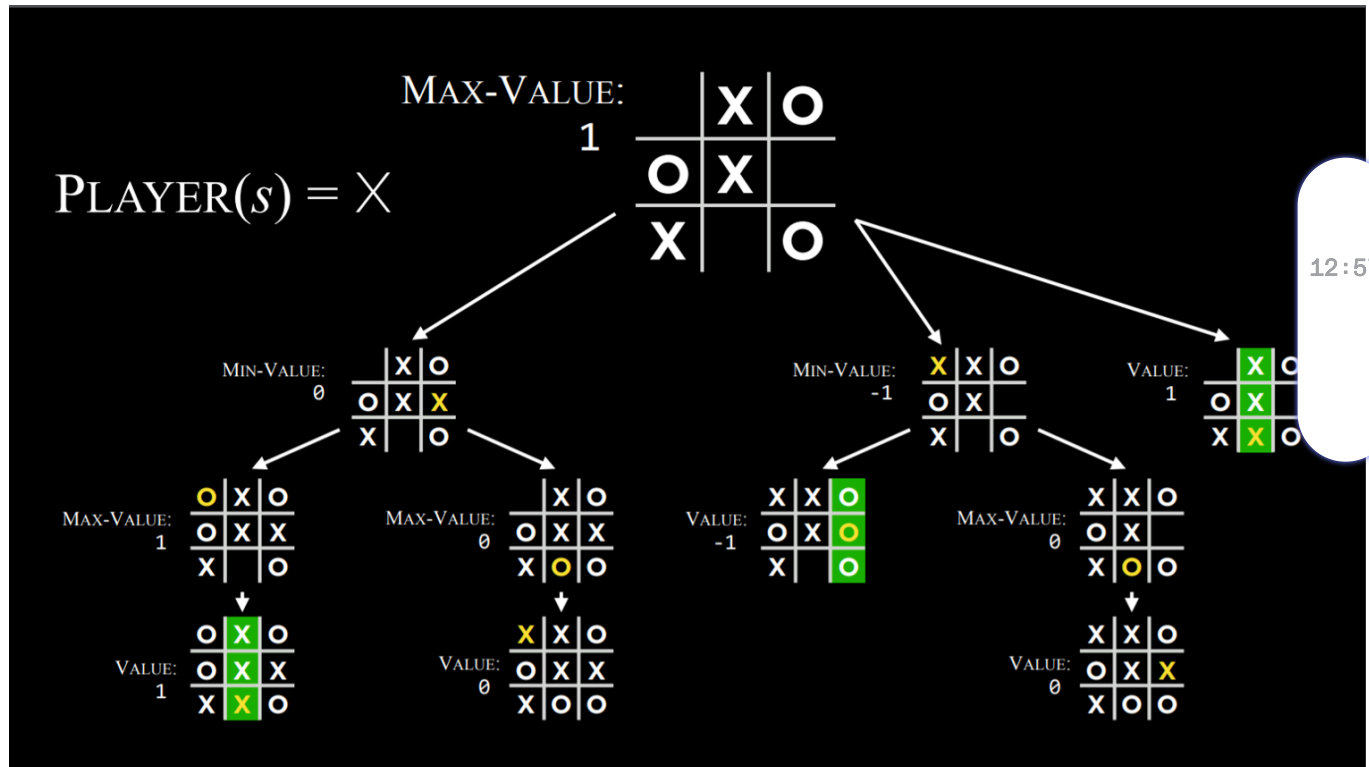 MAX-VALUE:
1
X O
O X
X O
PLAYER(s) = X
12:5
MIN-VALUE:
0
X O
O X X
X O
MIN-VALUE:
-1
X X O
O X
X O
VALUE:
1
X O
O X
X X O
MAX-VALUE:
1
O X O
O X X
X O
MAX-VALUE:
0
X O
O X X
X O O
VALUE:
-1
X X O
O X O
X O
MAX-VALUE:
0
X X O
O X
X O O
VALUE:
1
O X O
O X X
X X O
VALUE:
0
X X O
O X X
X O O
VALUE:
0
X X O
O X X
X O O